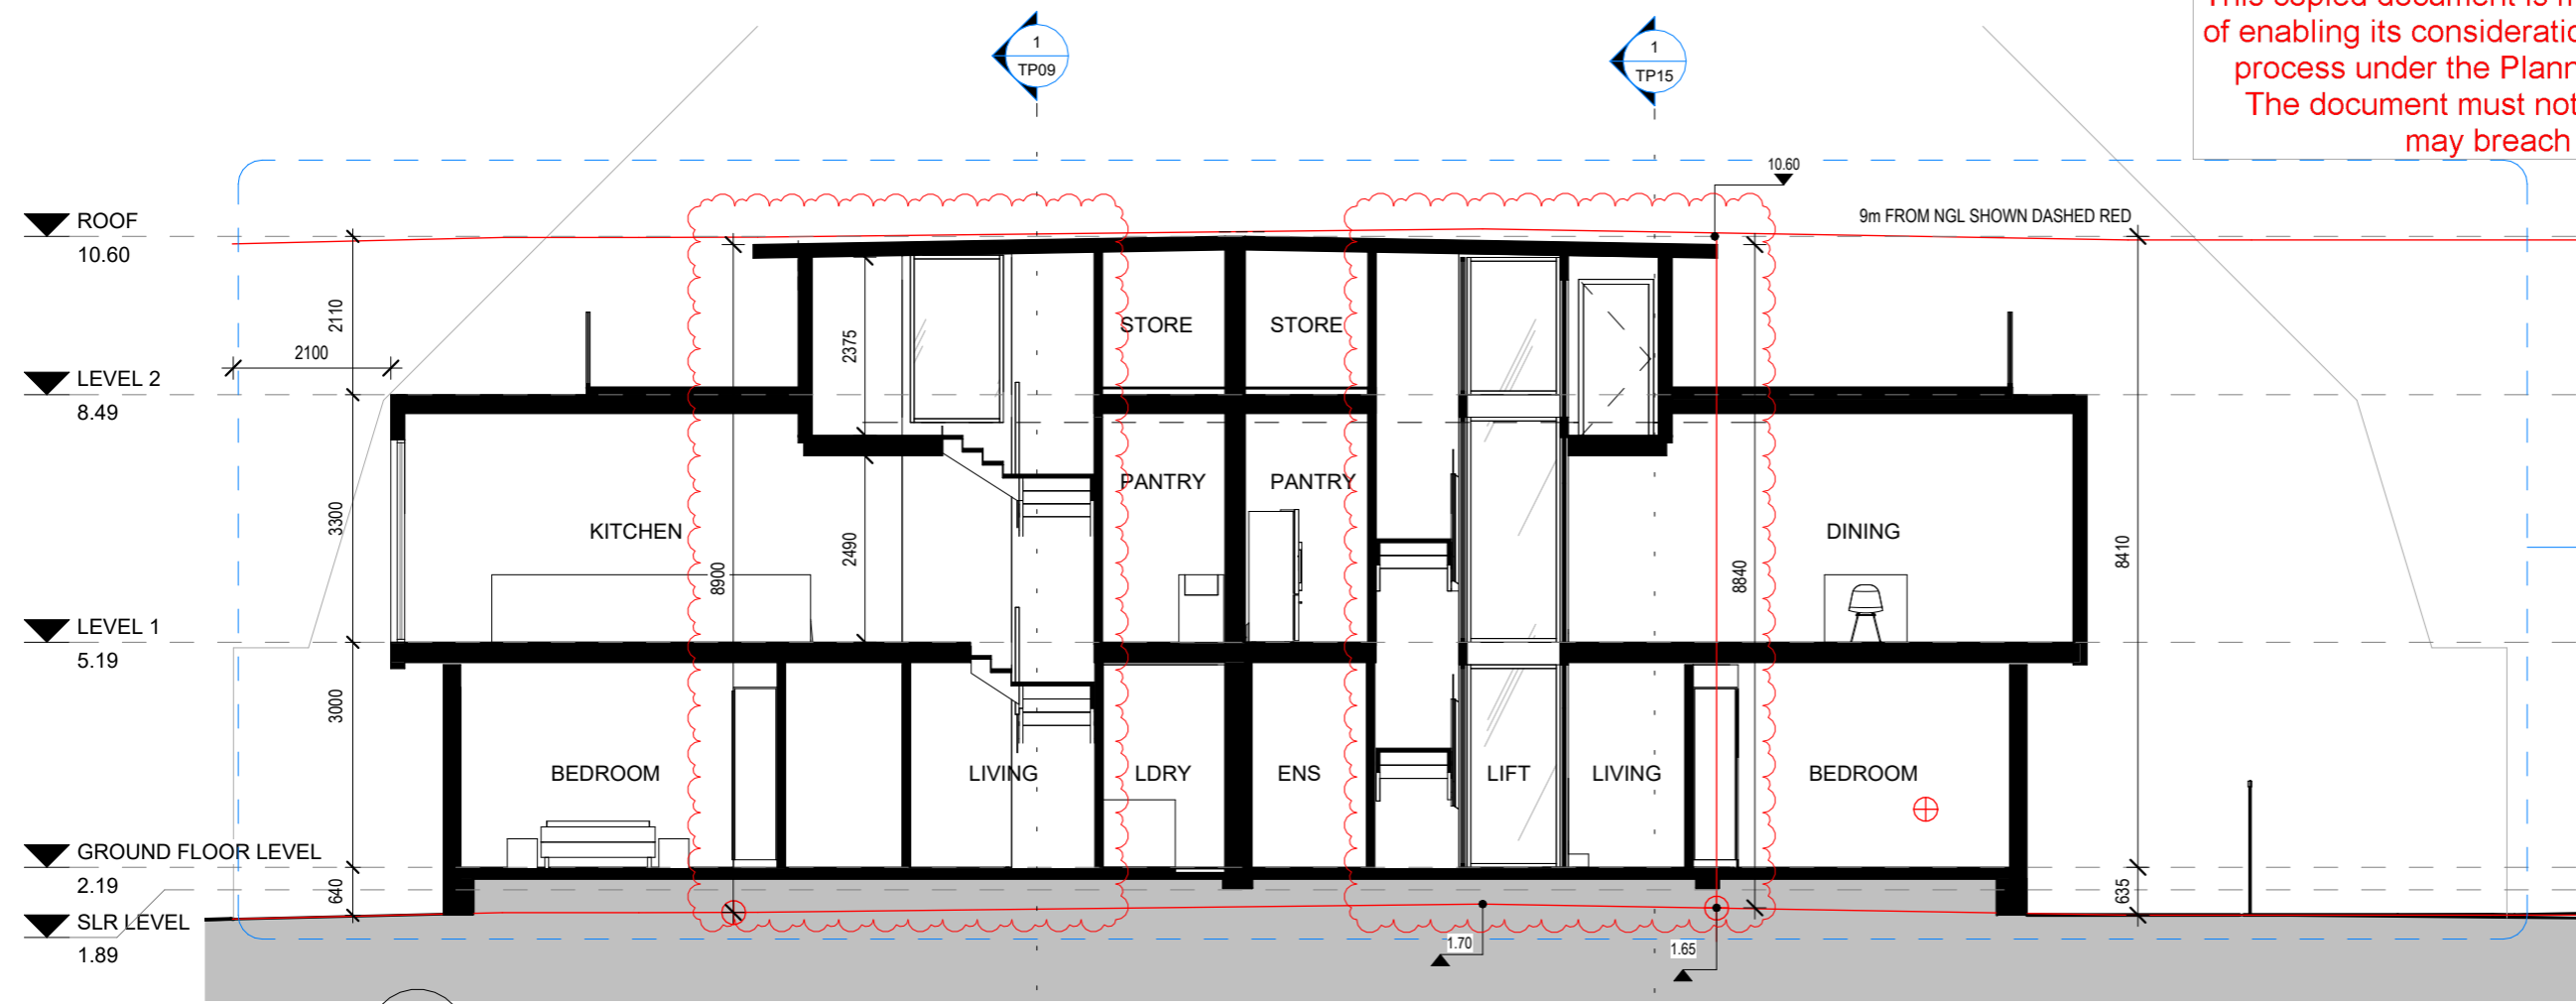 This copied document is m
of enabling its consideratio
process under the Plann
The document must not
may breach
1
TP09
1
TP15
10.60
9m FROM NGL SHOWN DASHED RED
ROOF
10.60
2110
2100
2375
STORE
STORE
LEVEL 2
8.49
3300
KITCHEN
2490
8900
PANTRY
PANTRY
8840
DINING
8410
LEVEL 1
5.19
3000
BEDROOM
LIVING
LDRY
ENS
LIFT
LIVING
BEDROOM
GROUND FLOOR LEVEL
2.19
640
635
SLR LEVEL
1.89
1.70
1.65